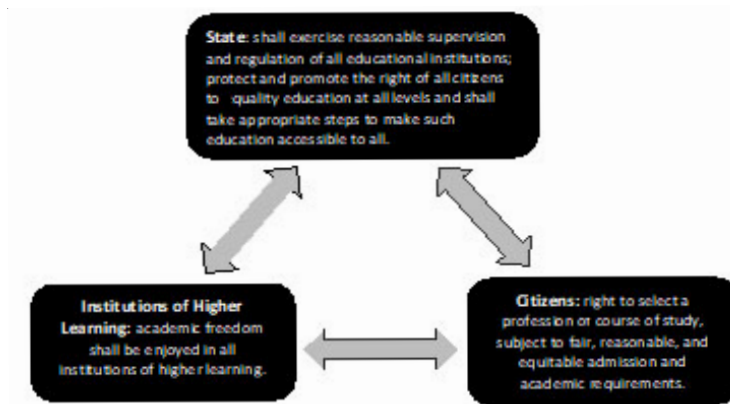 State: shall exercise reasonable supervision
and regulation of all educational institutions;
protect and promote the right of all citizens
to quality education at all levels and shall
take appropriate steps to make such
education accessible to all.
Institutions of Higher
Learning: academic freedom
shall be enjoyed in all
institutions of higher learning.
Citizens: right to select a
profession or course of study,
subject to fair, reasonable, and
equitable admission and
academic requirements.